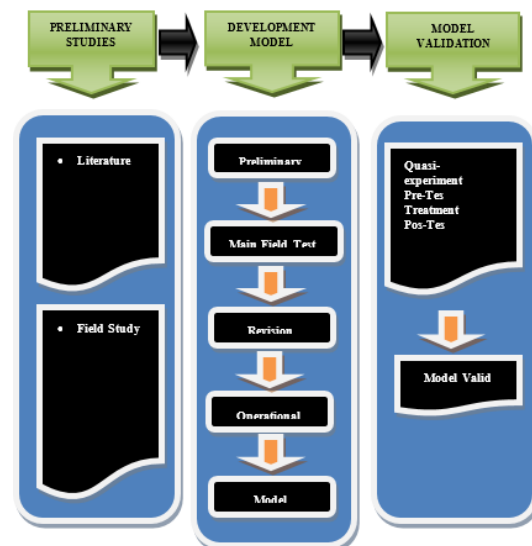 PRELIMINARY
STUDIES
DEVELOPMENT
MODEL
MODEL
VALIDATION
• Literature
• Field Study
Preliminary
Main Field Test
Revision
Operational
Model
Quasi-
experiment
Pre-Tes
Treatment
Pos-Tes
Model Valid